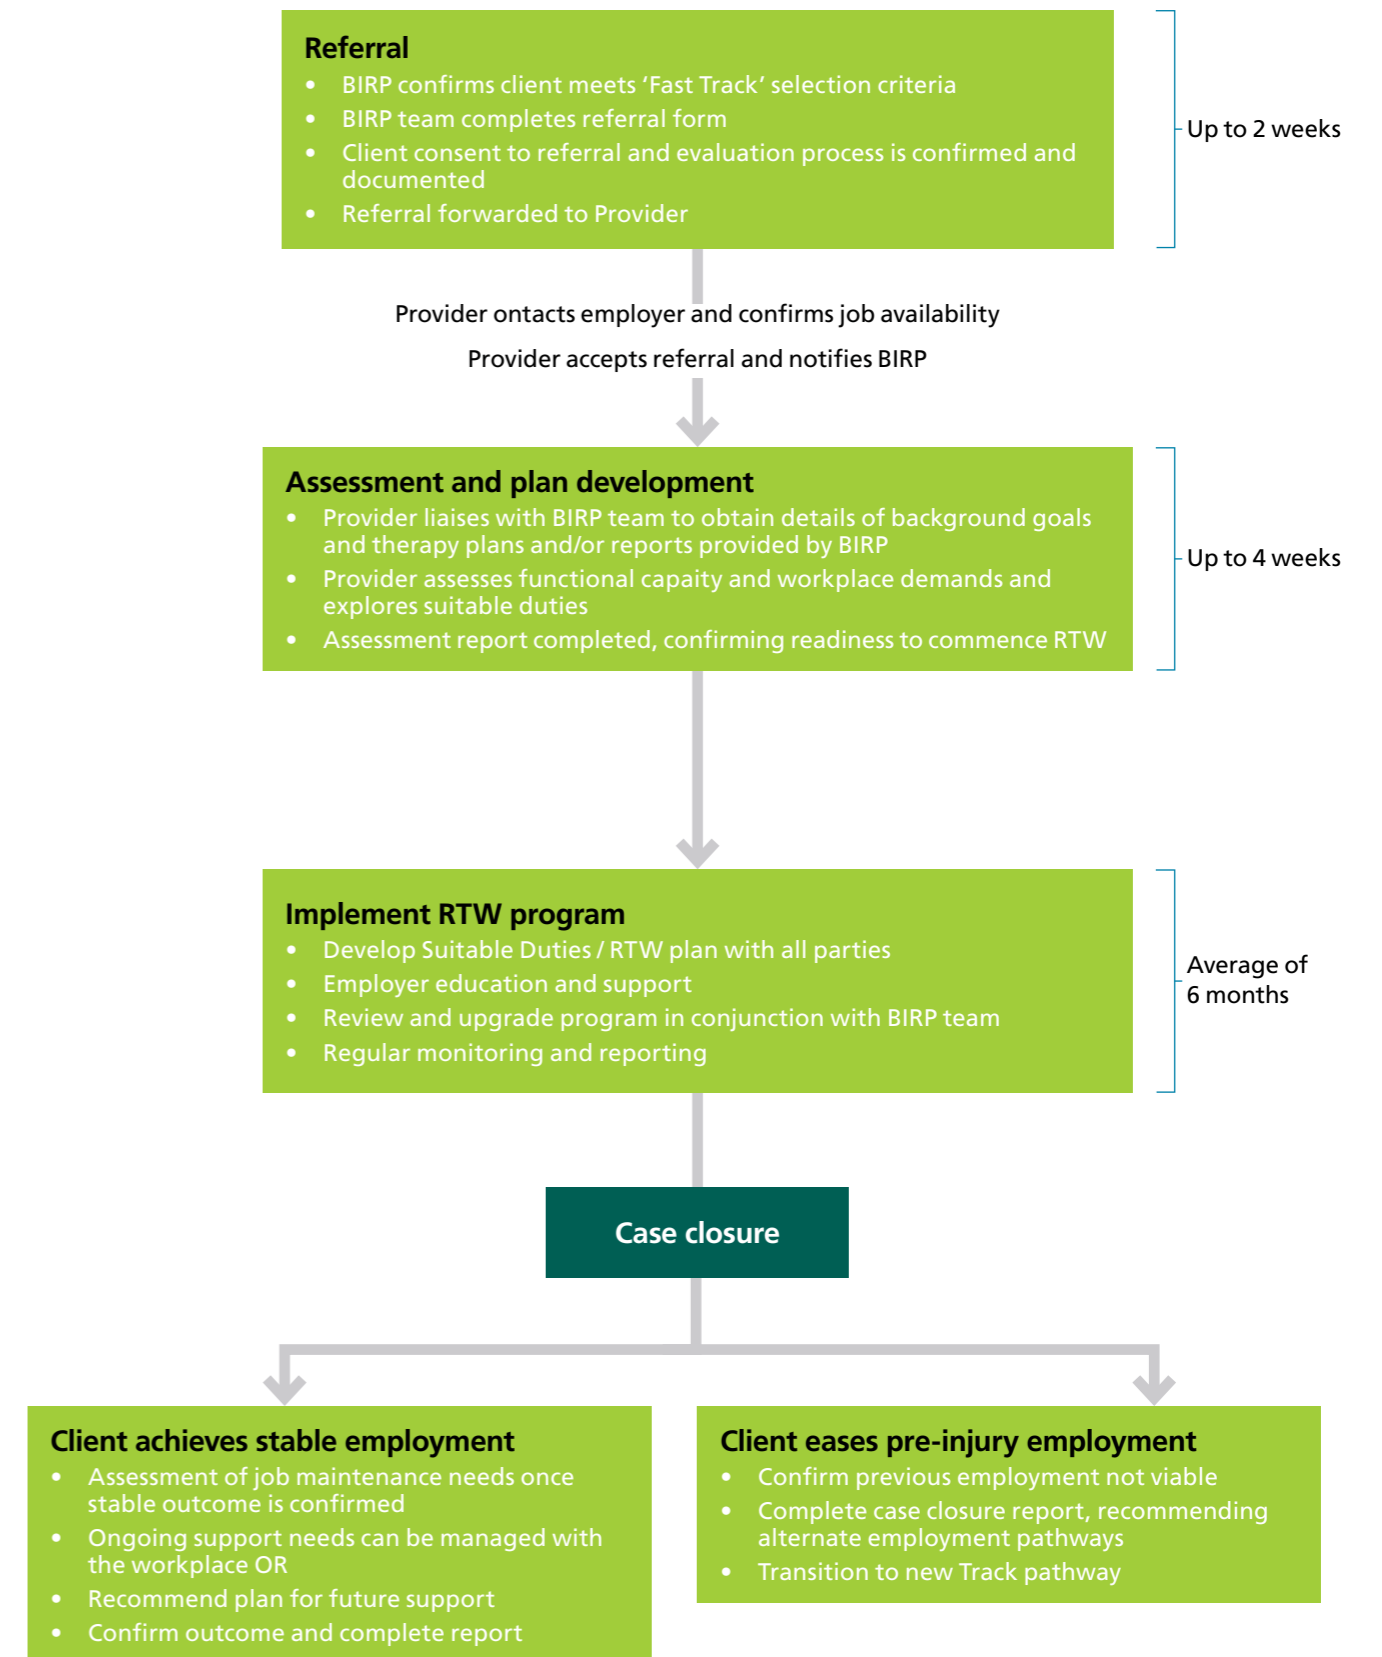 Referral
• BIRP confirms client meets ‘Fast Track’ selection criteria
• BIRP team completes referral form
• Client consent to referral and evaluation process is confirmed and
documented
• Referral forwarded to Provider
Up to 2 weeks
Provider ontacts employer and confirms job availability
Provider accepts referral and notifies BIRP
Assessment and plan development
• Provider liaises with BIRP team to obtain details of background goals
and therapy plans and/or reports provided by BIRP
• Provider assesses functional capaity and workplace demands and
explores suitable duties
• Assessment report completed, confirming readiness to commence RTW
Up to 4 weeks
Implement RTW program
• Develop Suitable Duties / RTW plan with all parties
• Employer education and support
• Review and upgrade program in conjunction with BIRP team
• Regular monitoring and reporting
Average of
6 months
Case closure
Client achieves stable employment
• Assessment of job maintenance needs once
stable outcome is confirmed
• Ongoing support needs can be managed with
the workplace OR
• Recommend plan for future support
• Confirm outcome and complete report
Client eases pre-injury employment
• Confirm previous employment not viable
• Complete case closure report, recommending
alternate employment pathways
• Transition to new Track pathway